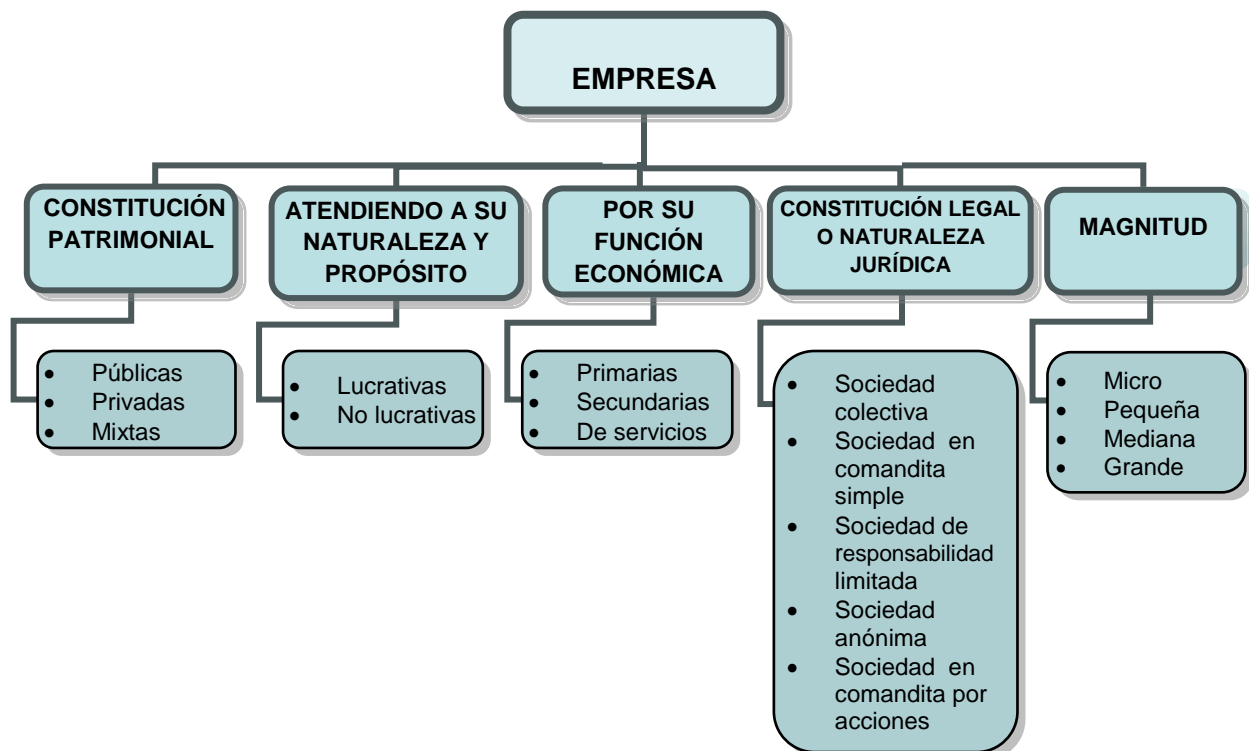 EMPRESA
CONSTITUCIÓN
PATRIMONIAL
ATENDIENDO A SU
NATURALEZA Y
PROPÓSITO
POR SU
FUNCIÓN
ECONÓMICA
CONSTITUCIÓN LEGAL
O NATURALEZA
JURÍDICA
MAGNITUD
• Públicas
• Privadas
• Mixtas
• Lucrativas
• No lucrativas
• Primarias
• Secundarias
• De servicios
• Sociedad
colectiva
• Sociedad en
comandita
simple
• Sociedad de
responsabilidad
limitada
• Sociedad
anónima
• Sociedad en
comandita por
acciones
• Micro
• Pequeña
• Mediana
• Grande